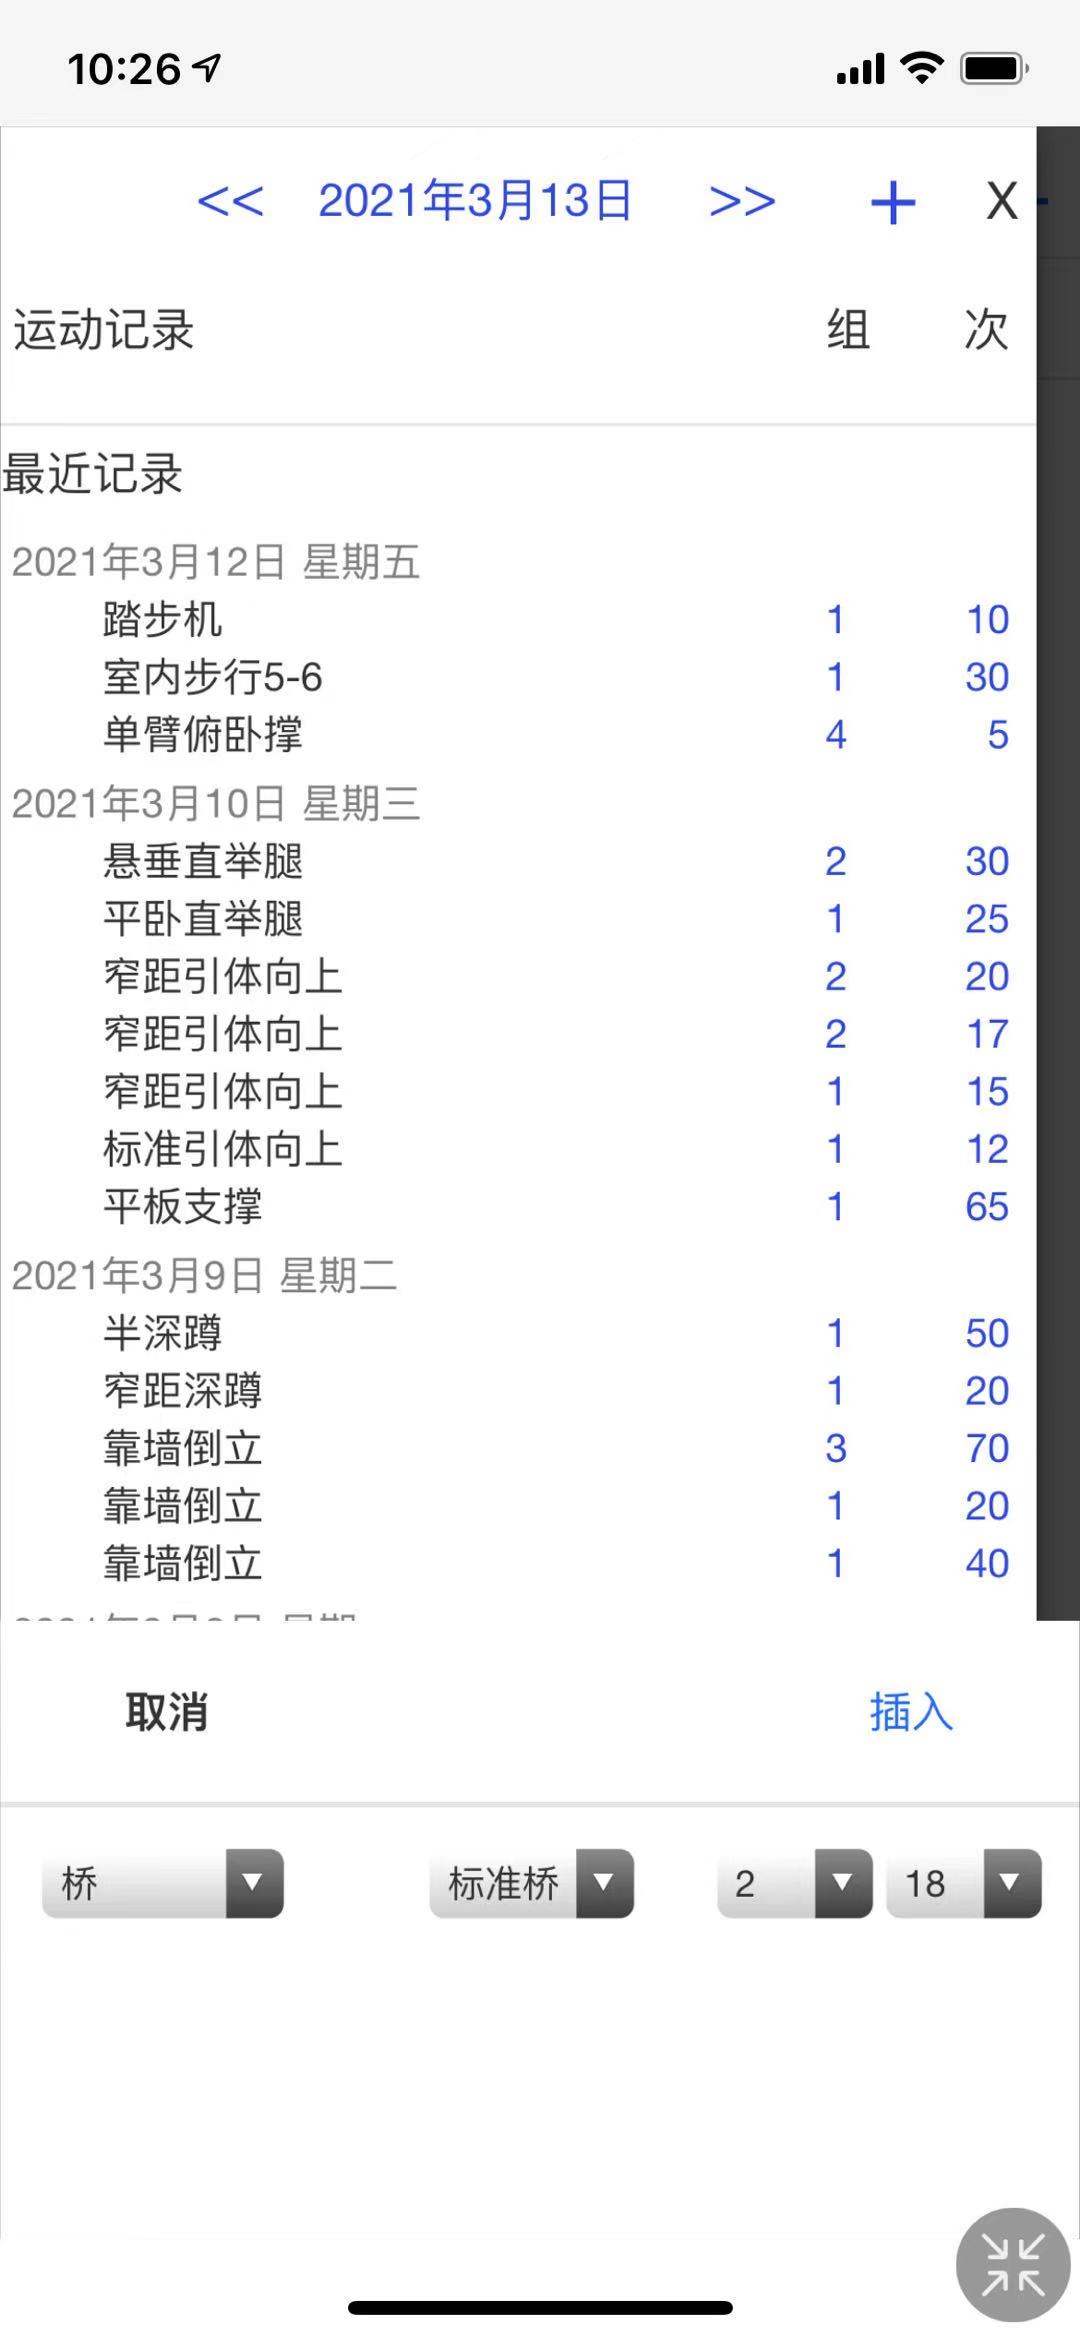 10:26
<< 2021年3月13日 >> + X
运动记录 组 次
最近记录
2021年3月12日 星期五
踏步机 1 10
室内步行5-6 1 30
单臂俯卧撑 4 5
2021年3月10日 星期三
悬垂直举腿 2 30
平卧直举腿 1 25
窄距引体向上 2 20
窄距引体向上 2 17
窄距引体向上 1 15
标准引体向上 1 12
平板支撑 1 65
2021年3月9日 星期二
半深蹲 1 50
窄距深蹲 1 20
靠墙倒立 3 70
靠墙倒立 1 20
靠墙倒立 1 40
取消 插入
桥 标准桥 2 18